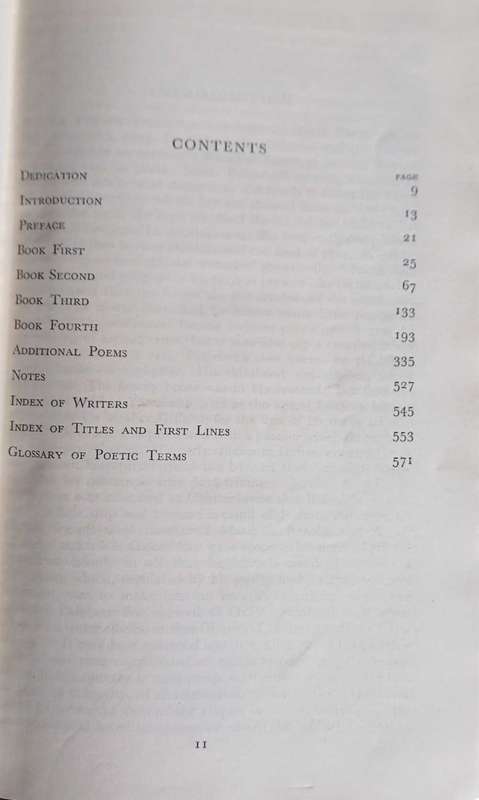 CONTENTS
PAGE
Dedication 9
Introduction 13
Preface 21
Book First 25
Book Second 67
Book Third 133
Book Fourth 193
Additional Poems 335
Notes 527
Index of Writers 545
Index of Titles and First Lines 553
Glossary of Poetic Terms 571
11